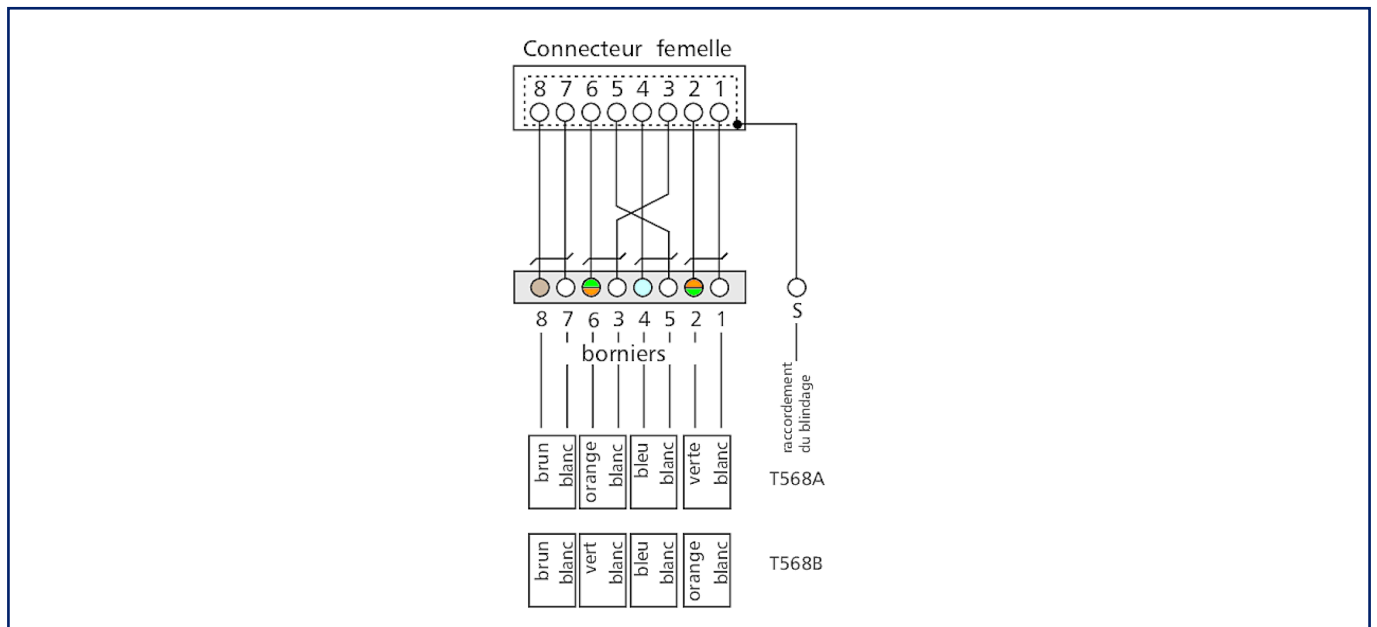 Connecteur femelle
8 7 6 5 4 3 2 1
8 7 6 3 4 5 2 1
S
borniers
raccordement
du blindage
brun blanc orange blanc bleu blanc verte blanc
T568A
brun blanc vert blanc bleu blanc orange blanc
T568B